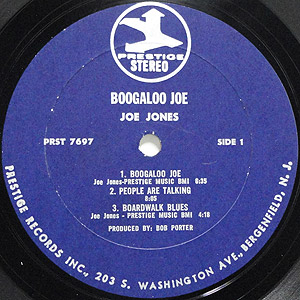 PRESTIGE
STEREO
BOOGALOO JOE
JOE JONES
PRST 7697
SIDE 1
1. BOOGALOO JOE
Joe Jones-PRESTIGE MUSIC BMI 6:35
2. PEOPLE ARE TALKING
8:05
3. BOARDWALK BLUES
Joe Jones - PRESTIGE MUSIC BMI 4:18
PRODUCED BY: BOB PORTER
PRESTIGE RECORDS INC., 203 S. WASHINGTON AVE., BERGENFIELD, N. J.